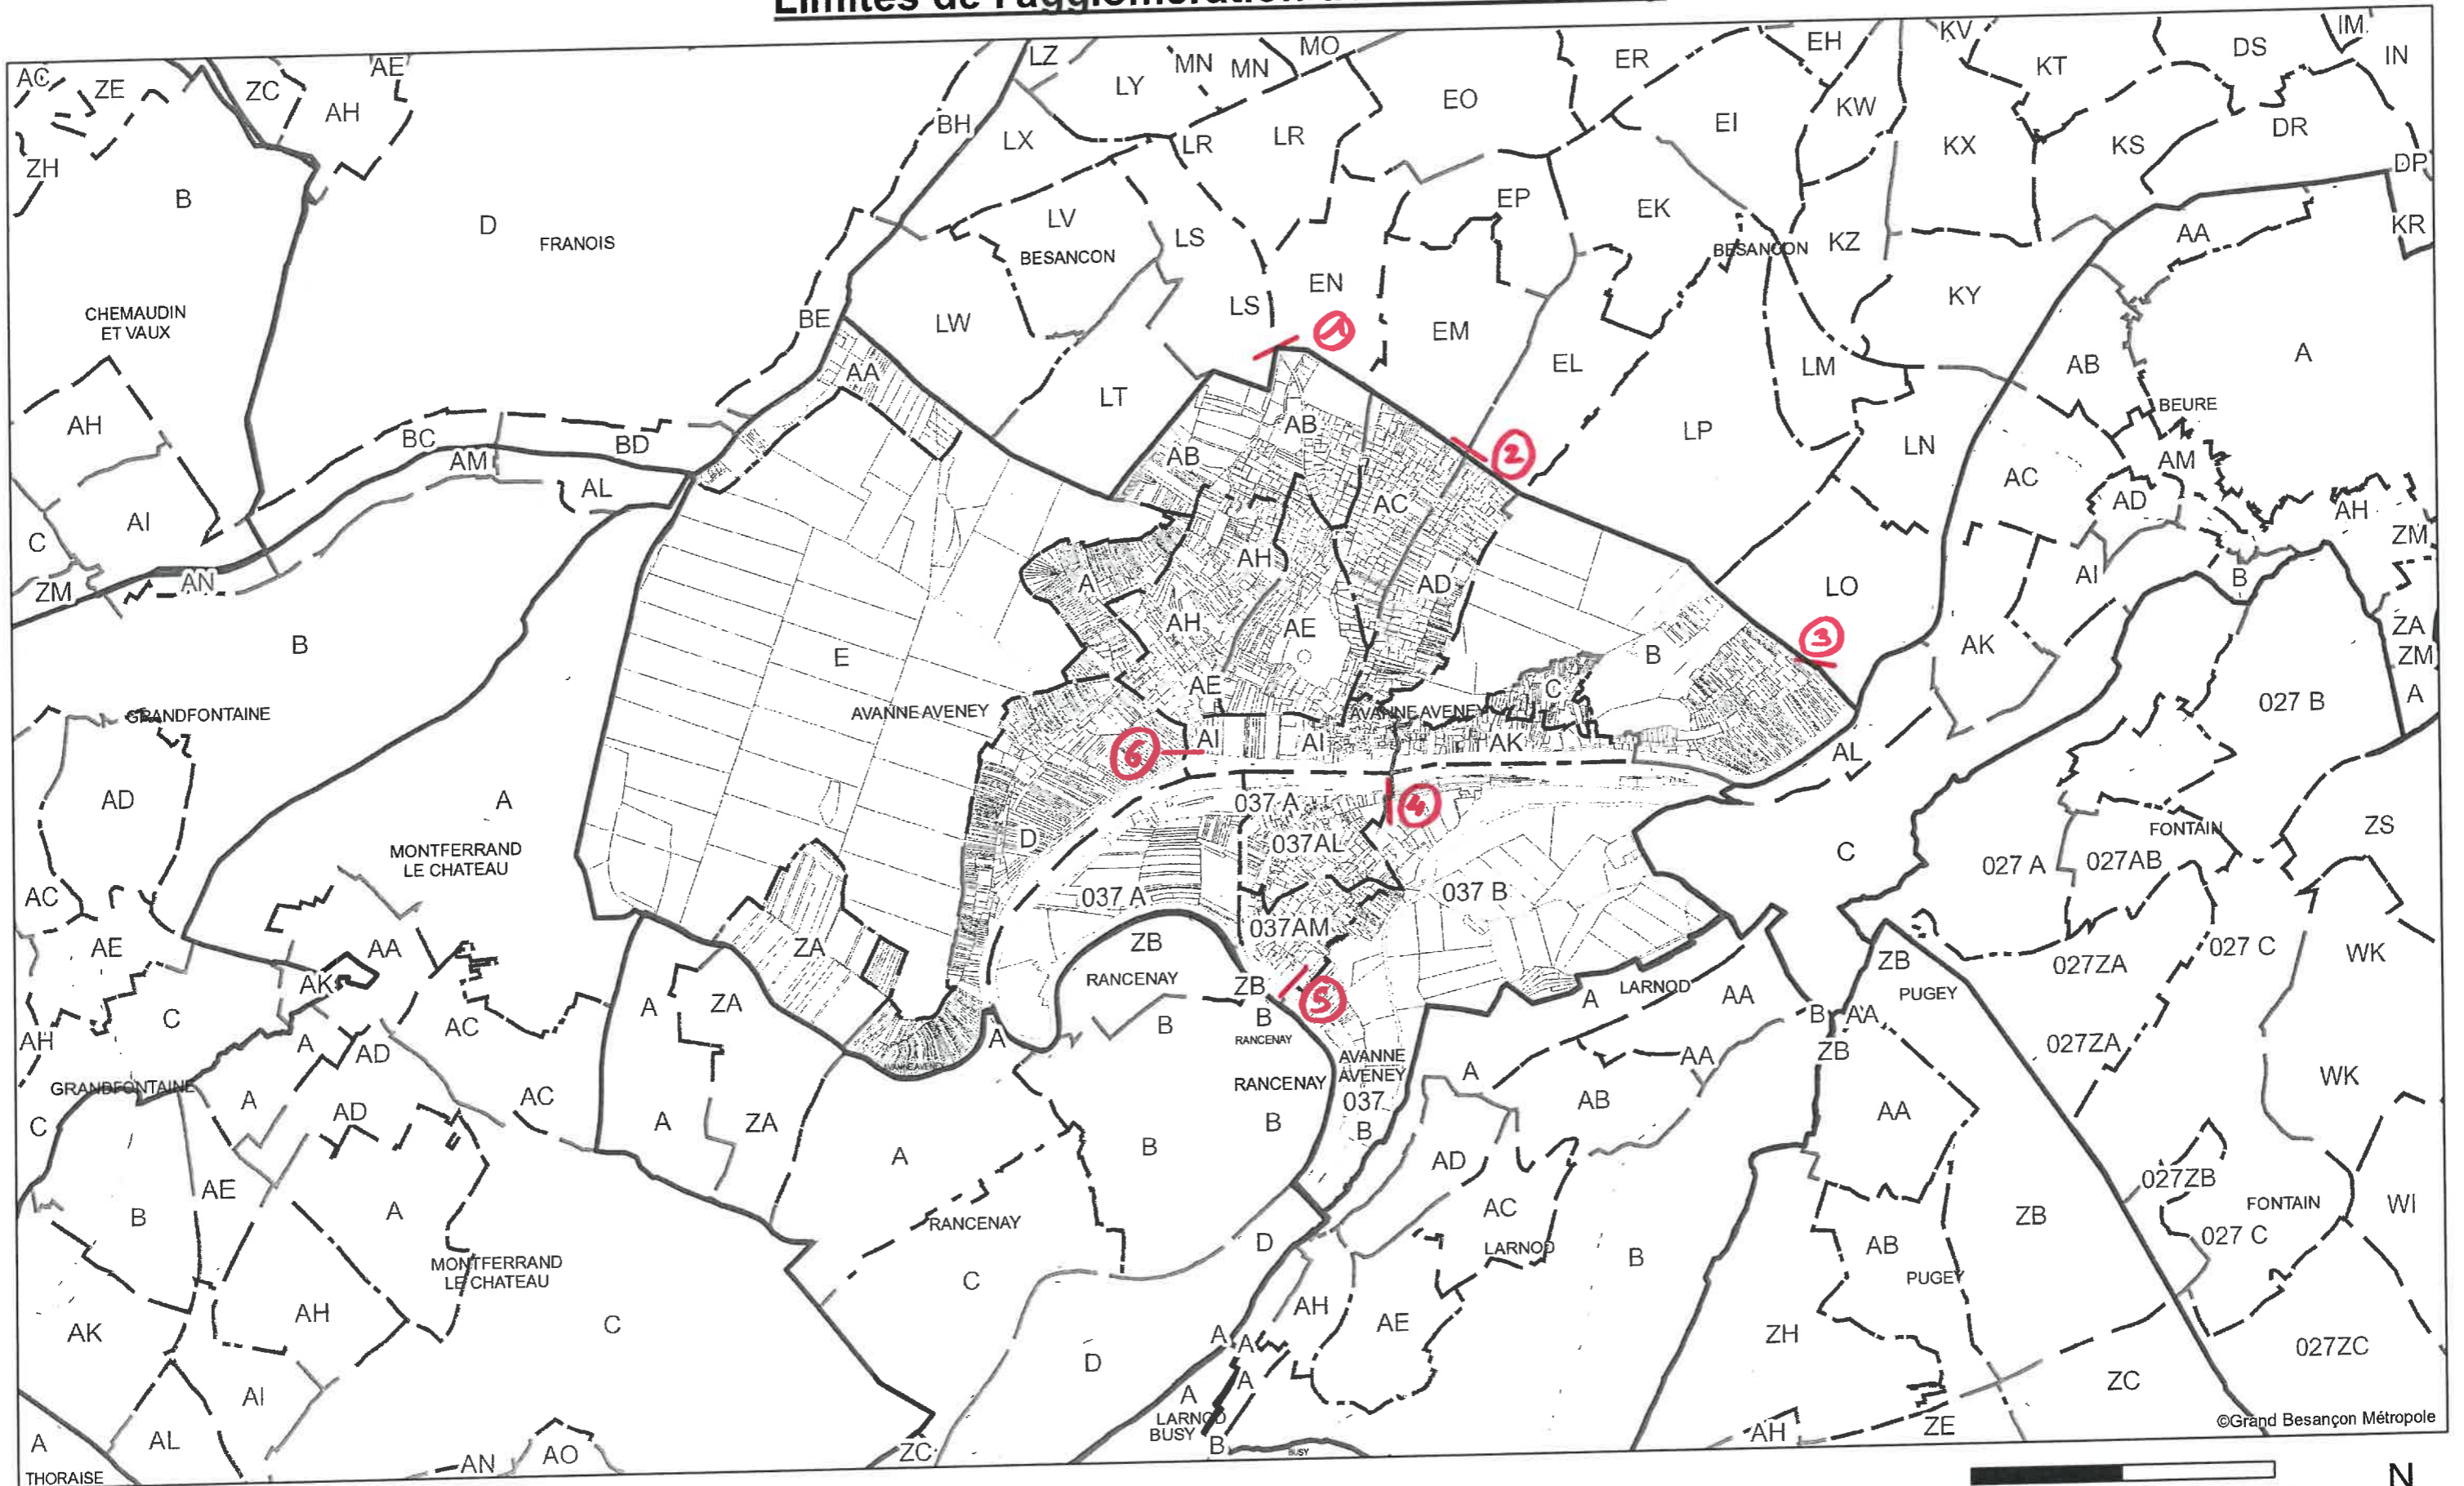 Limites de l'agglomération
AC
ZE
ZC
AE
AH
ZH
B
D
FRANOIS
CHEMAUDIN
ET VAUX
AH
AI
C
ZM
AN
B
BC
AM
BD
AL
BE
BH
LZ
LY
MN
MN
MO
LX
LR
LR
EO
ER
EH
KV
KT
DS
IM
IN
EI
KW
KX
KS
DR
DP
KR
LV
BESANCON
LS
LS
LW
LT
EN
EP
EK
BESANCON
KZ
KY
AA
A
EM
EL
LM
AB
BEURE
LP
LN
AC
AM
AD
AH
ZM
ZM
AI
B
LO
AK
ZA
ZM
A
027 B
1
2
3
AA
AB
AB
AC
AH
A
AD
AH
AE
AE
E
B
C
AVANNE AVENEY
AVANNE AVENEY
6
AI
AI
AK
AL
4
037 A
037AL
D
037 A
037AM
037 B
5
ZA
AVANNE AVENEY
GRANDFONTAINE
AD
A
MONTFERRAND
LE CHATEAU
AC
AE
AA
AK
C
AH
A
AD
AC
GRANDFONTAINE
A
AD
AC
C
B
AE
A
MONTFERRAND
LE CHATEAU
AH
AK
AI
AL
A
THORAISE
AN
AO
C
A
ZA
A
ZA
A
A
ZB
RANCENAY
ZB
B
B
RANCENAY
RANCENAY
B
B
AVANNE
AVENEY
037
B
RANCENAY
C
D
D
ZC
A
LARNOD
BUSY
A
A
A
B
BUSY
AH
AE
AC
LARNOD
AD
A
AB
AA
A
LARNOD
AA
B
C
027 A
027AB
FONTAIN
ZS
027 C
WK
027ZA
ZB
PUGEY
B
AA
ZB
027ZA
WK
AA
027ZB
FONTAIN
WI
027 C
ZB
AB
PUGEY
ZH
027ZC
ZC
ZE
AH
©Grand Besançon Métropole
N